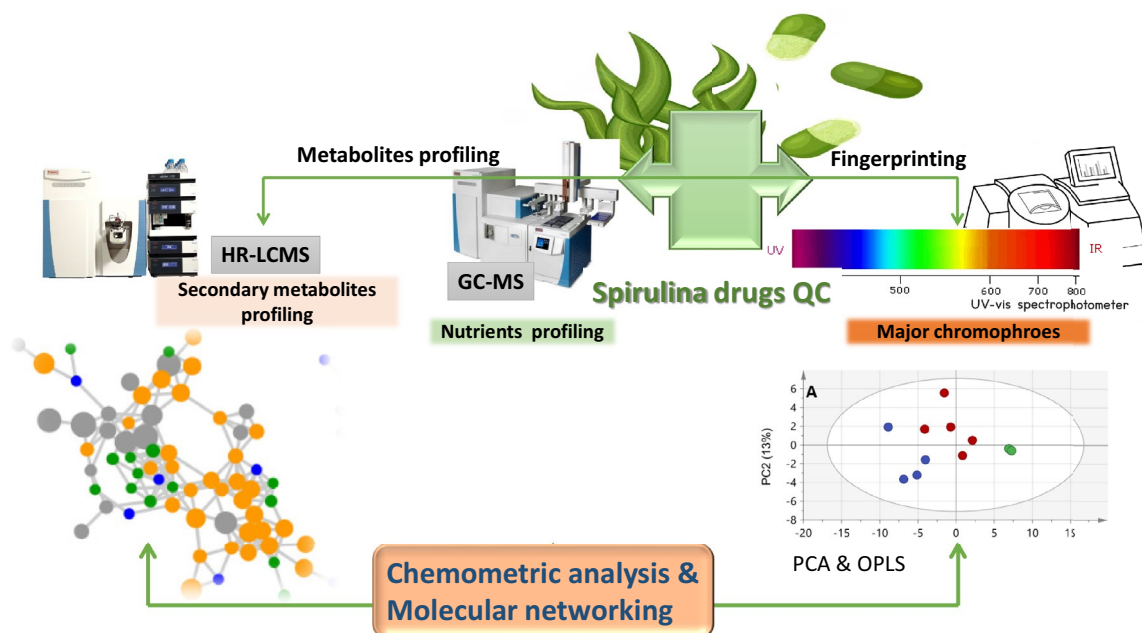 Metabolites profiling
Fingerprinting
HR-LCMS
Secondary metabolites
profiling
GC-MS
Nutrients profiling
Spirulina drugs QC
UV
IR
500
600
700
800
UV-vis spectrophotometer
Major chromophroes
A
PC2 (13%)
6
4
2
0
-2
-4
-6
-8
-20
-15
-10
-5
0
5
10
15
PCA & OPLS
Chemometric analysis &
Molecular networking